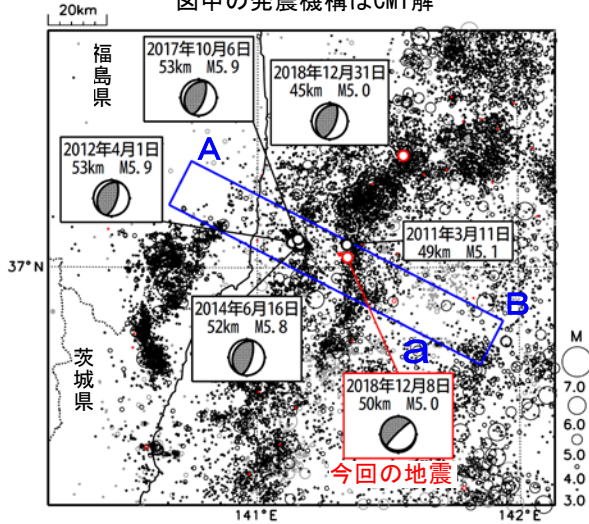 図中の発震機構はCMT解
20km
福島県
2017年10月6日
53km M5.9
2018年12月31日
45km M5.0
2012年4月1日
53km M5.9
A
2011年3月11日
49km M5.1
37°N
B
a
2014年6月16日
52km M5.8
茨城県
2018年12月8日
50km M5.0
今回の地震
M
7.0
6.0
5.0
4.0
3.0
141°E
142°E